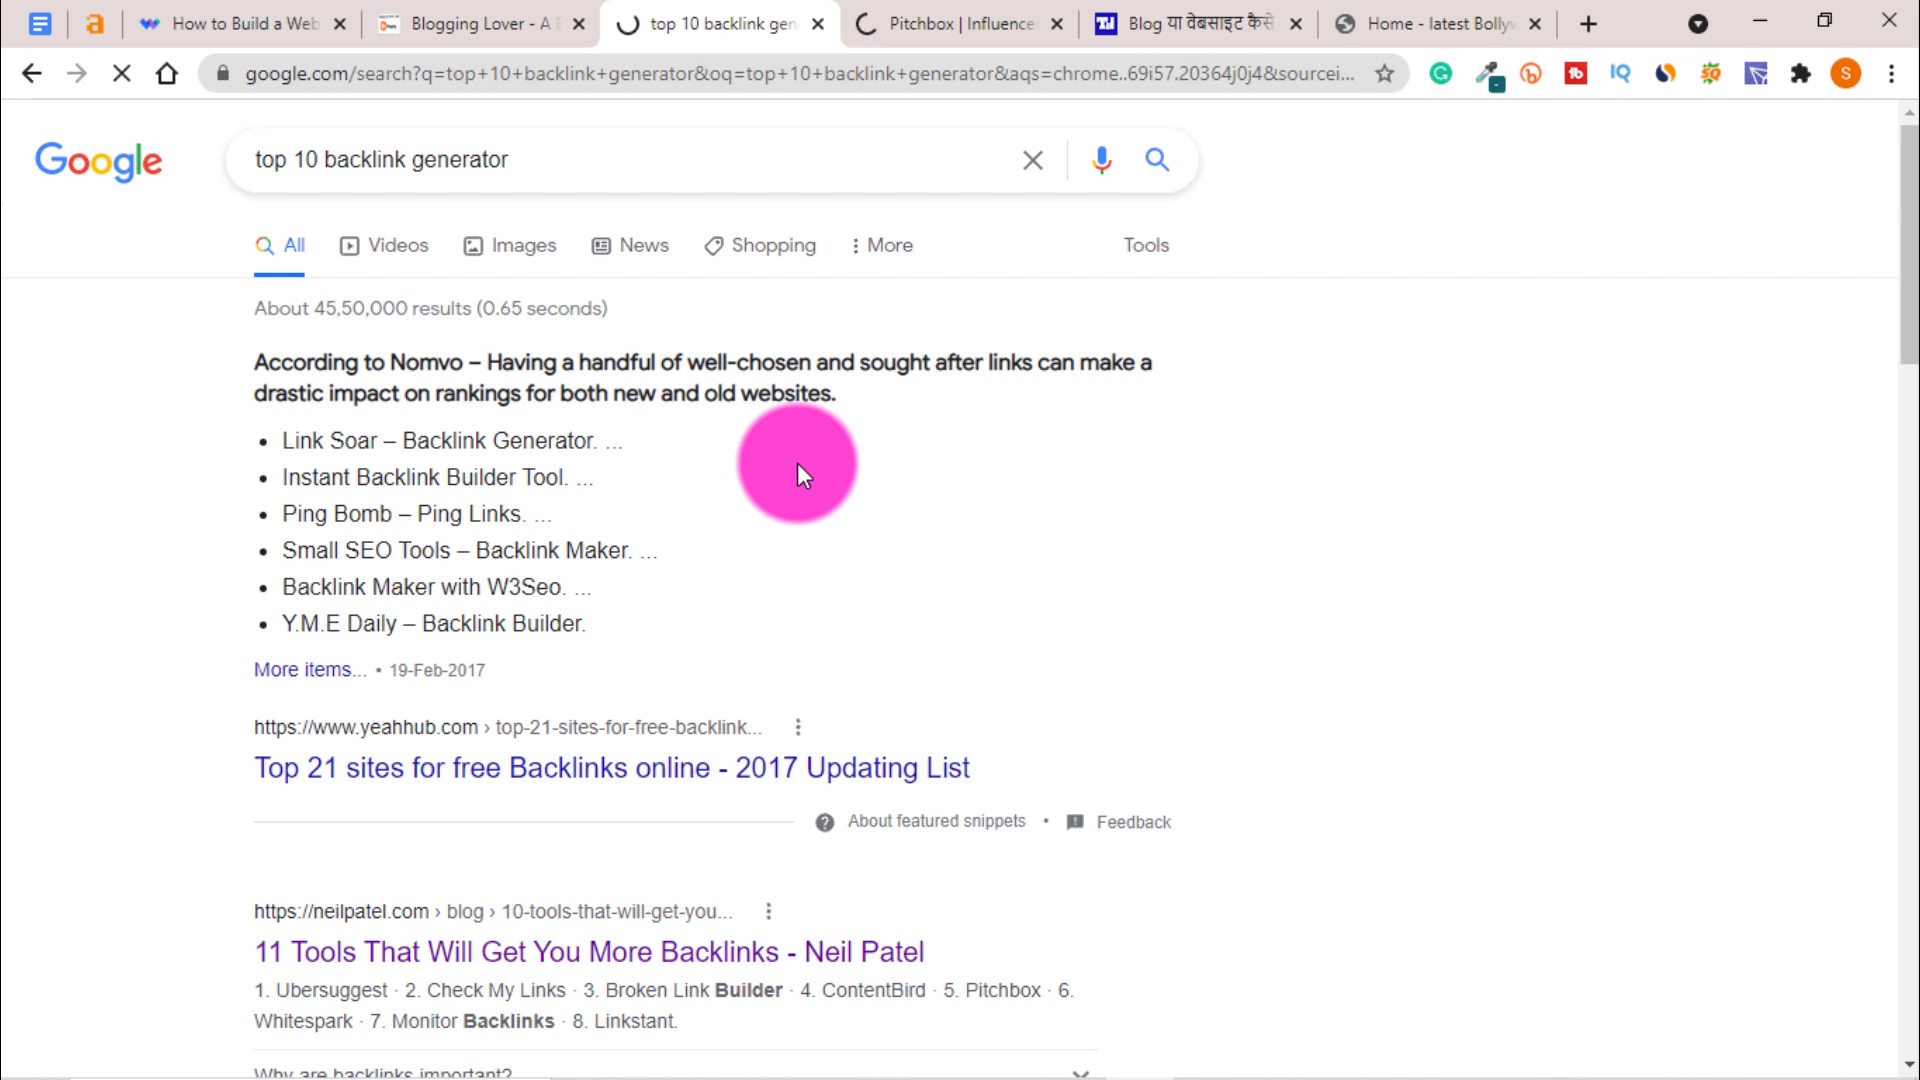 How to Build a Web
Blogging Lover - A B
top 10 backlink gen
Pitchbox | Influence
Blog या वेबसाइट कैसे
Home - latest Bollyw
google.com/search?q=top+10+backlink+generator&oq=top+10+backlink+generator&aqs=chrome..69i57.20364j0j4&sourcei...
S
Google
top 10 backlink generator
All
Videos
Images
News
Shopping
More
Tools
About 45,50,000 results (0.65 seconds)
According to Nomvo – Having a handful of well-chosen and sought after links can make a
drastic impact on rankings for both new and old websites.
• Link Soar – Backlink Generator. ...
• Instant Backlink Builder Tool. ...
• Ping Bomb – Ping Links. ...
• Small SEO Tools – Backlink Maker. ...
• Backlink Maker with W3Seo. ...
• Y.M.E Daily – Backlink Builder.
More items... • 19-Feb-2017
https://www.yeahhub.com › top-21-sites-for-free-backlink...
Top 21 sites for free Backlinks online - 2017 Updating List
About featured snippets • Feedback
https://neilpatel.com › blog › 10-tools-that-will-get-you...
11 Tools That Will Get You More Backlinks - Neil Patel
1. Ubersuggest · 2. Check My Links · 3. Broken Link Builder · 4. ContentBird · 5. Pitchbox · 6.
Whitespark · 7. Monitor Backlinks · 8. Linkstant.
Why are backlinks important?